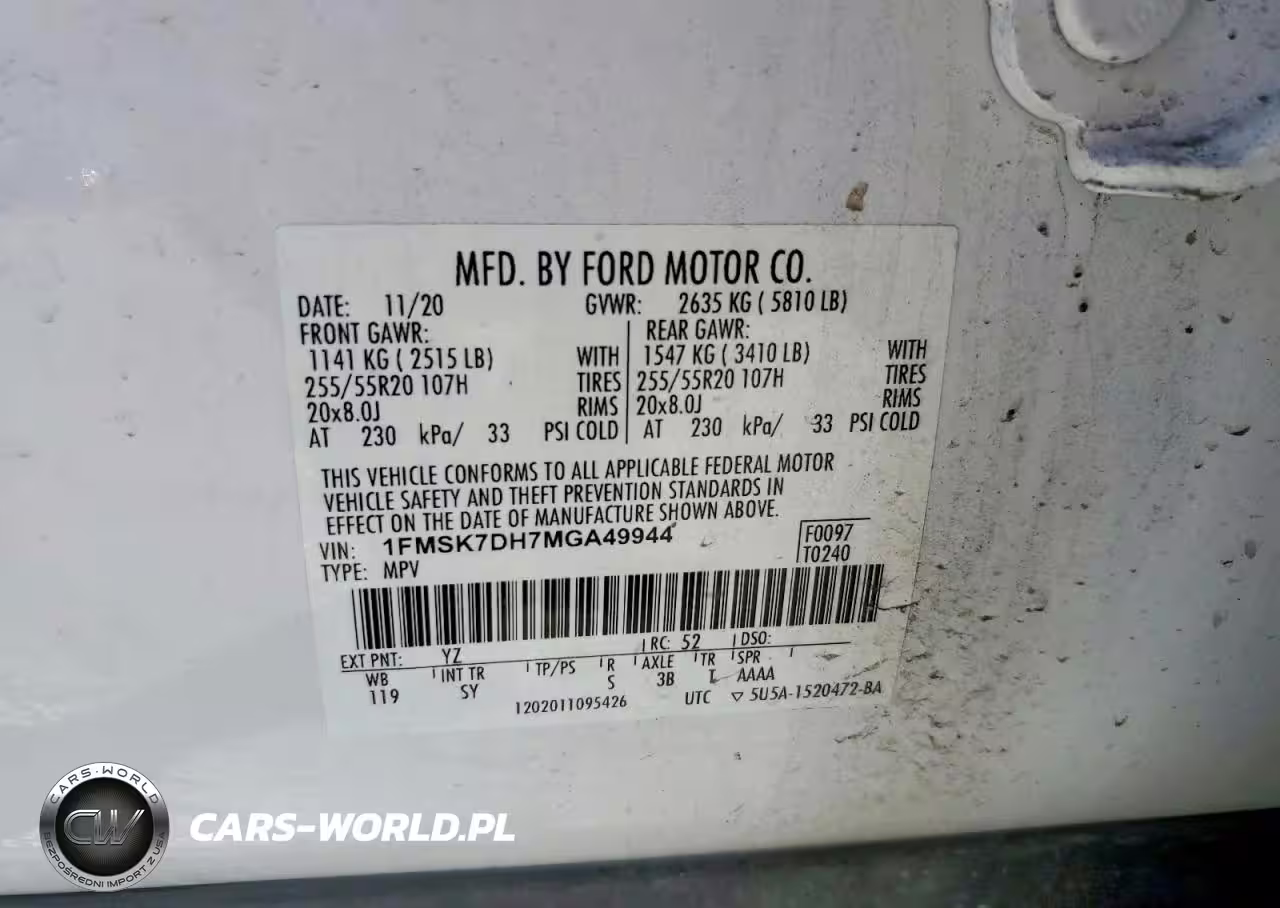 MFD. BY FORD MOTOR CO.
DATE: 11/20 GVWR: 2635 KG ( 5810 LB)
FRONT GAWR: REAR GAWR:
1141 KG ( 2515 LB) WITH 1547 KG ( 3410 LB) WITH
255/55R20 107H TIRES 255/55R20 107H TIRES
20x8.0J RIMS 20x8.0J RIMS
AT 230 kPa/ 33 PSI COLD AT 230 kPa/ 33 PSI COLD
THIS VEHICLE CONFORMS TO ALL APPLICABLE FEDERAL MOTOR
VEHICLE SAFETY AND THEFT PREVENTION STANDARDS IN
EFFECT ON THE DATE OF MANUFACTURE SHOWN ABOVE.
VIN: 1FMSK7DH7MGA49944 F0097
TYPE: MPV T0240
EXT PNT: YZ RC: 52 DSO:
WB INT TR TP/PS R AXLE TR SPR
119 SY S 3B AAAA
1202011095426 UTC ▽ 5U5A-1520472-BA
CARS-WORLD
CW
BEZPOŚREDNI IMPORT Z USA
CARS-WORLD.PL